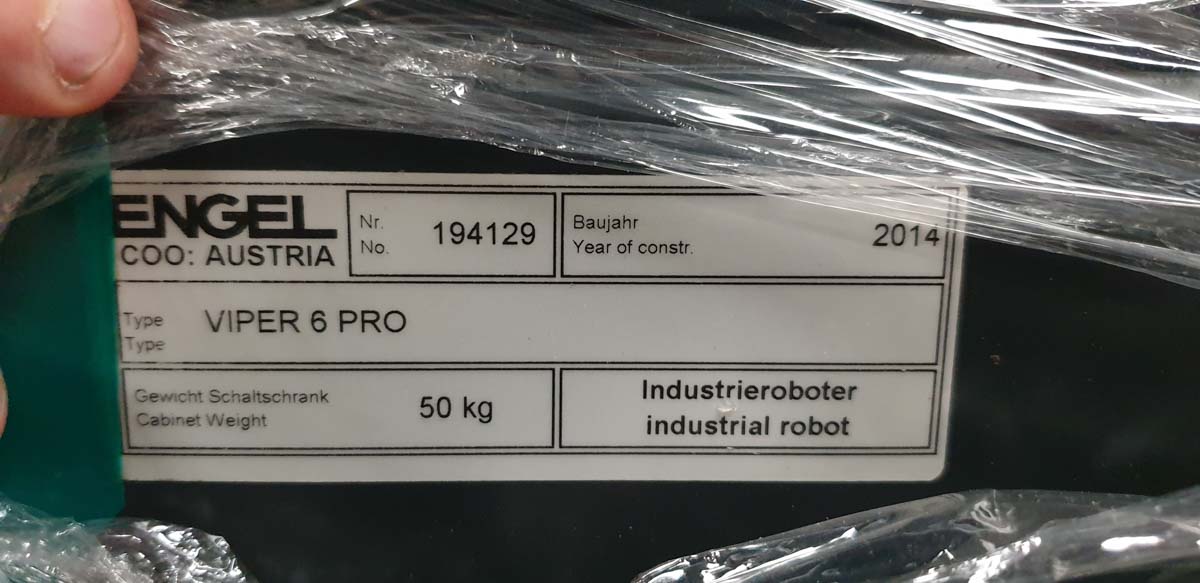 ENGEL
COO: AUSTRIA
Nr.
No.
194129
Baujahr
Year of constr.
2014
Type
Type
VIPER 6 PRO
Gewicht Schaltschrank
Cabinet Weight
50 kg
Industrieroboter
industrial robot